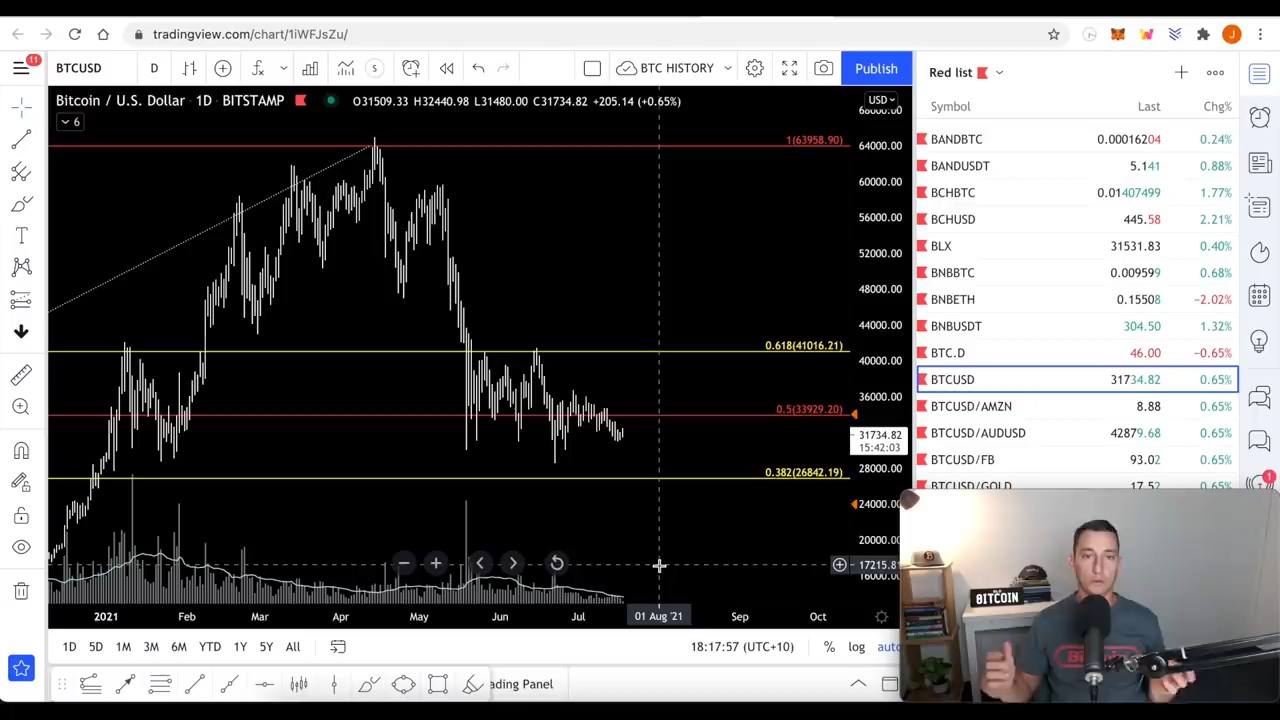 tradingview.com/chart/1iWFJsZu/
J
11
BTCUSD
D
S
BTC HISTORY
Publish
Red list
Bitcoin / U.S. Dollar · 1D · BITSTAMP
O31509.33 H32440.98 L31480.00 C31734.82 +205.14 (+0.65%)
USD
6
Symbol Last Chg%
BANDBTC 0.00016204 0.24%
BANDUSDT 5.141 0.88%
BCHBTC 0.01407499 1.77%
BCHUSD 445.58 2.21%
BLX 31531.83 0.40%
BNBBTC 0.009599 0.68%
BNBETH 0.15508 −2.02%
BNBUSDT 304.50 1.32%
BTC.D 46.00 −0.65%
BTCUSD 31734.82 0.65%
BTCUSD/AMZN 8.88 0.65%
BTCUSD/AUDUSD 42879.68 0.65%
BTCUSD/FB 93.02 0.65%
BTCUSD/GOLD 17.52 0.65%
1
68000.00
1(63958.90)
64000.00
60000.00
56000.00
52000.00
48000.00
44000.00
0.618(41016.21)
40000.00
36000.00
0.5(33929.20)
31734.82
15:42:03
0.382(26842.19)
28000.00
24000.00
20000.00
17215.81
16000.00
2021 Feb Mar Apr May Jun Jul 01 Aug '21 Sep Oct
1D 5D 1M 3M 6M YTD 1Y 5Y All
18:17:57 (UTC+10)
% log auto
ading Panel
BITCOIN